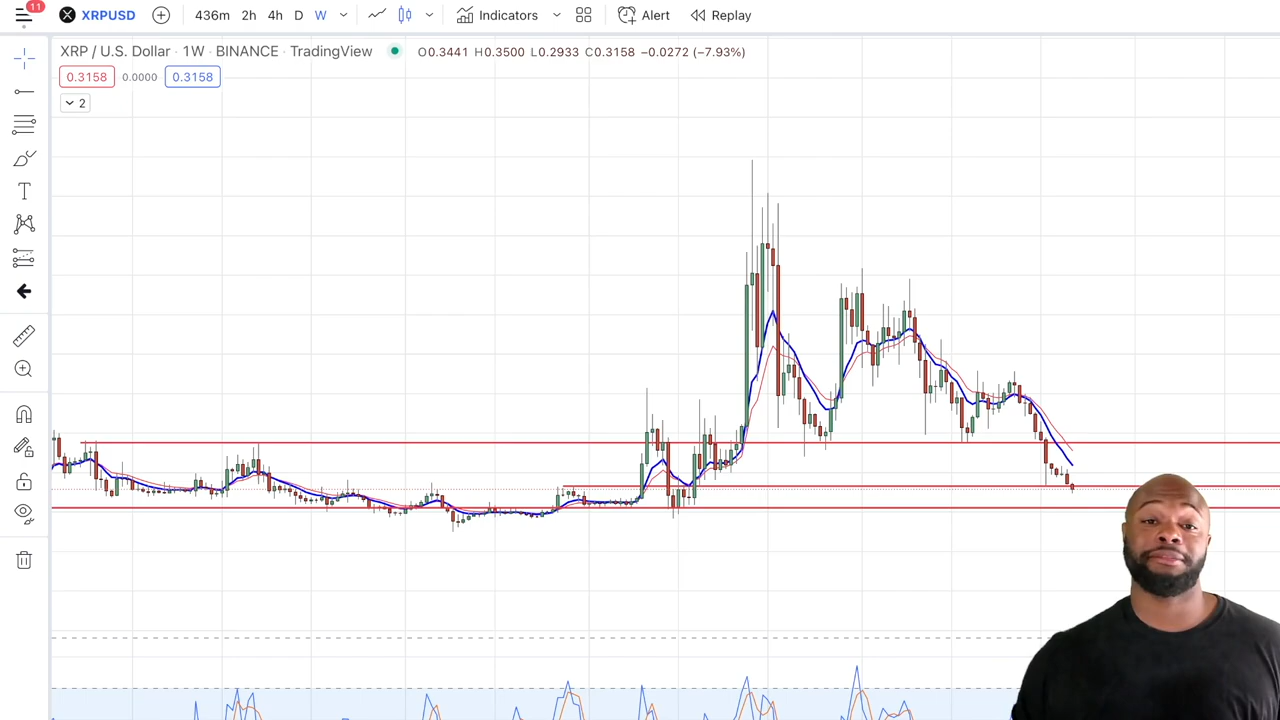 11
XRPUSD 436m 2h 4h D W Indicators Alert Replay
XRP / U.S. Dollar · 1W · BINANCE · TradingView O0.3441 H0.3500 L0.2933 C0.3158 −0.0272 (−7.93%)
0.3158 0.0000 0.3158
2
T